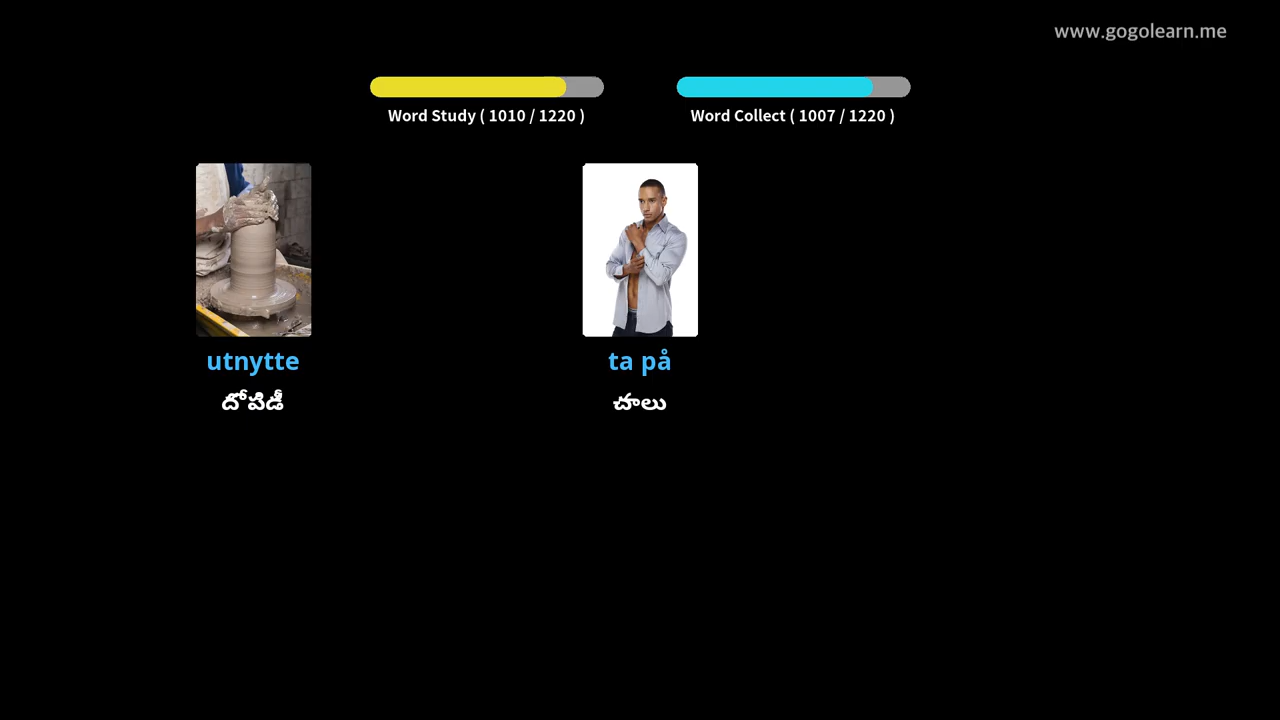 www.gogolearn.me
Word Study ( 1010 / 1220 )
Word Collect ( 1007 / 1220 )
utnytte
ta på
దోపిడీ
చాలు